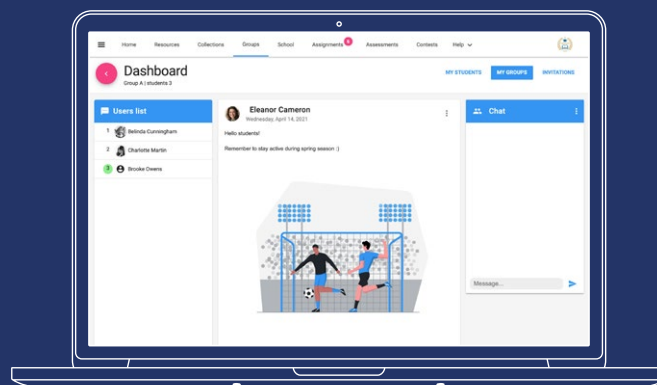 Home Resources Collections Groups School Assignments Assessments Contests Help
Dashboard
Group A | students 3
MY STUDENTS MY GROUPS INVITATIONS
Users list
1 Belinda Cunningham
2 Charlotte Martin
3 Brooke Owens
Eleanor Cameron
Wednesday, April 14, 2021
Hello students!
Remember to stay active during spring season :)
Chat
Message...